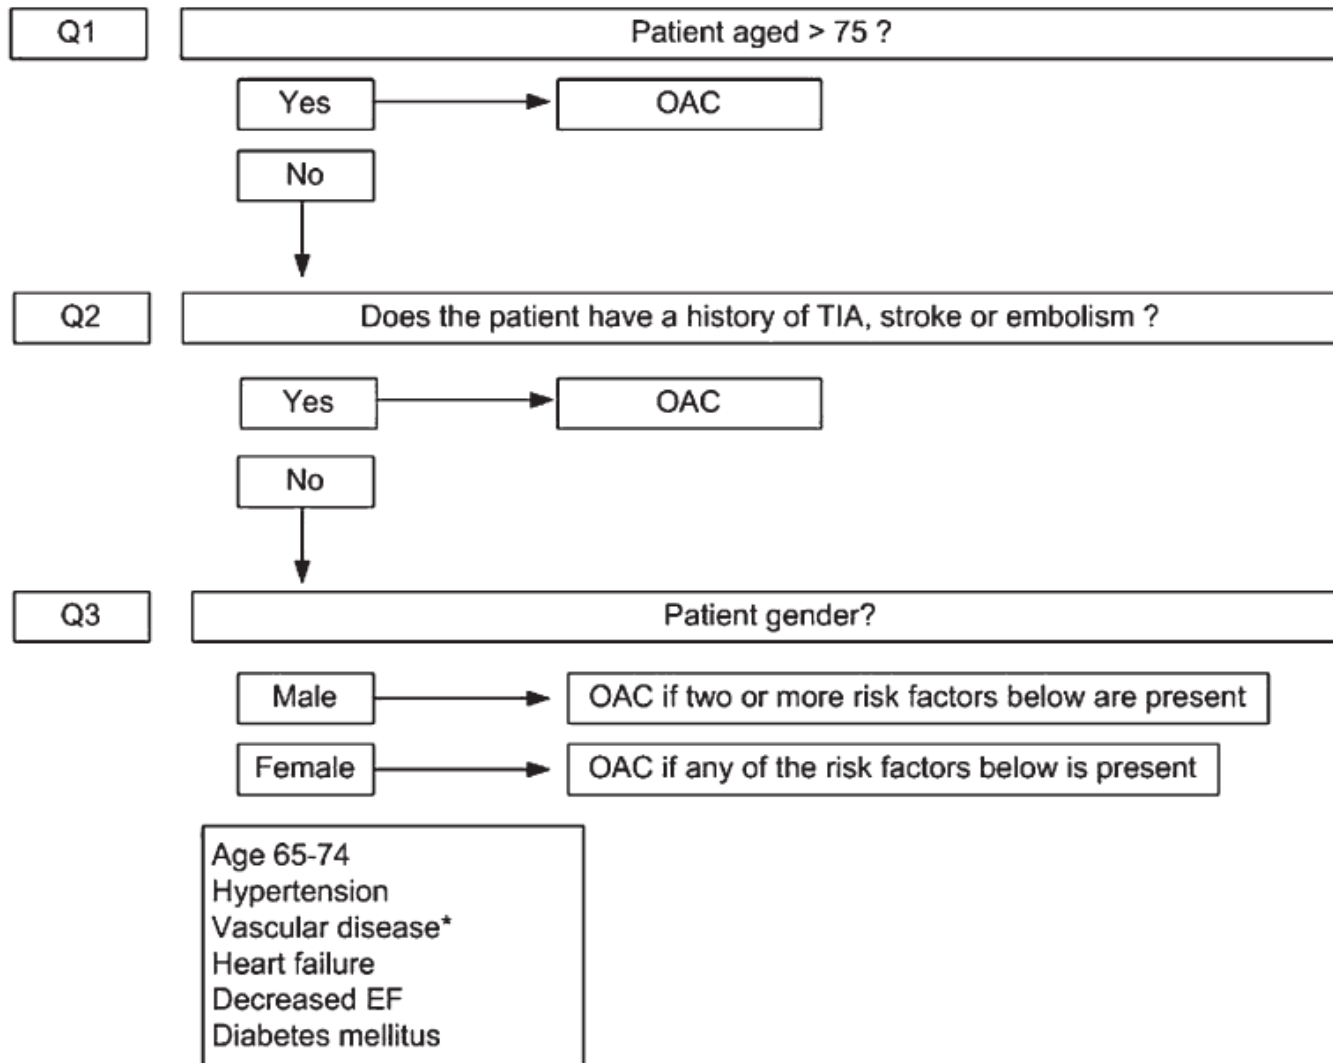 Q1
Patient aged > 75 ?
Yes
OAC
No
Q2
Does the patient have a history of TIA, stroke or embolism ?
Yes
OAC
No
Q3
Patient gender?
Male
OAC if two or more risk factors below are present
Female
OAC if any of the risk factors below is present
Age 65-74
Hypertension
Vascular disease*
Heart failure
Decreased EF
Diabetes mellitus